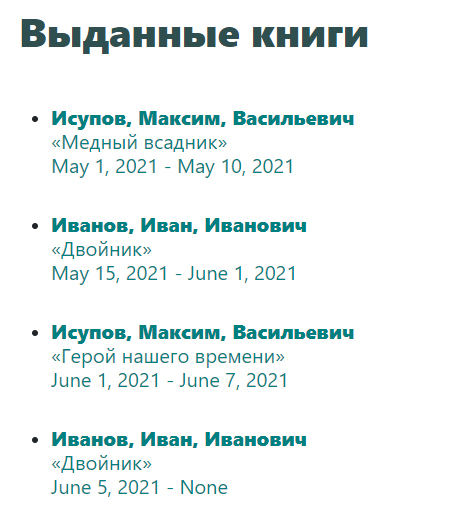 Выданные книги
Исупов, Максим, Васильевич
«Медный всадник»
May 1, 2021 - May 10, 2021
Иванов, Иван, Иванович
«Двойник»
May 15, 2021 - June 1, 2021
Исупов, Максим, Васильевич
«Герой нашего времени»
June 1, 2021 - June 7, 2021
Иванов, Иван, Иванович
«Двойник»
June 5, 2021 - None